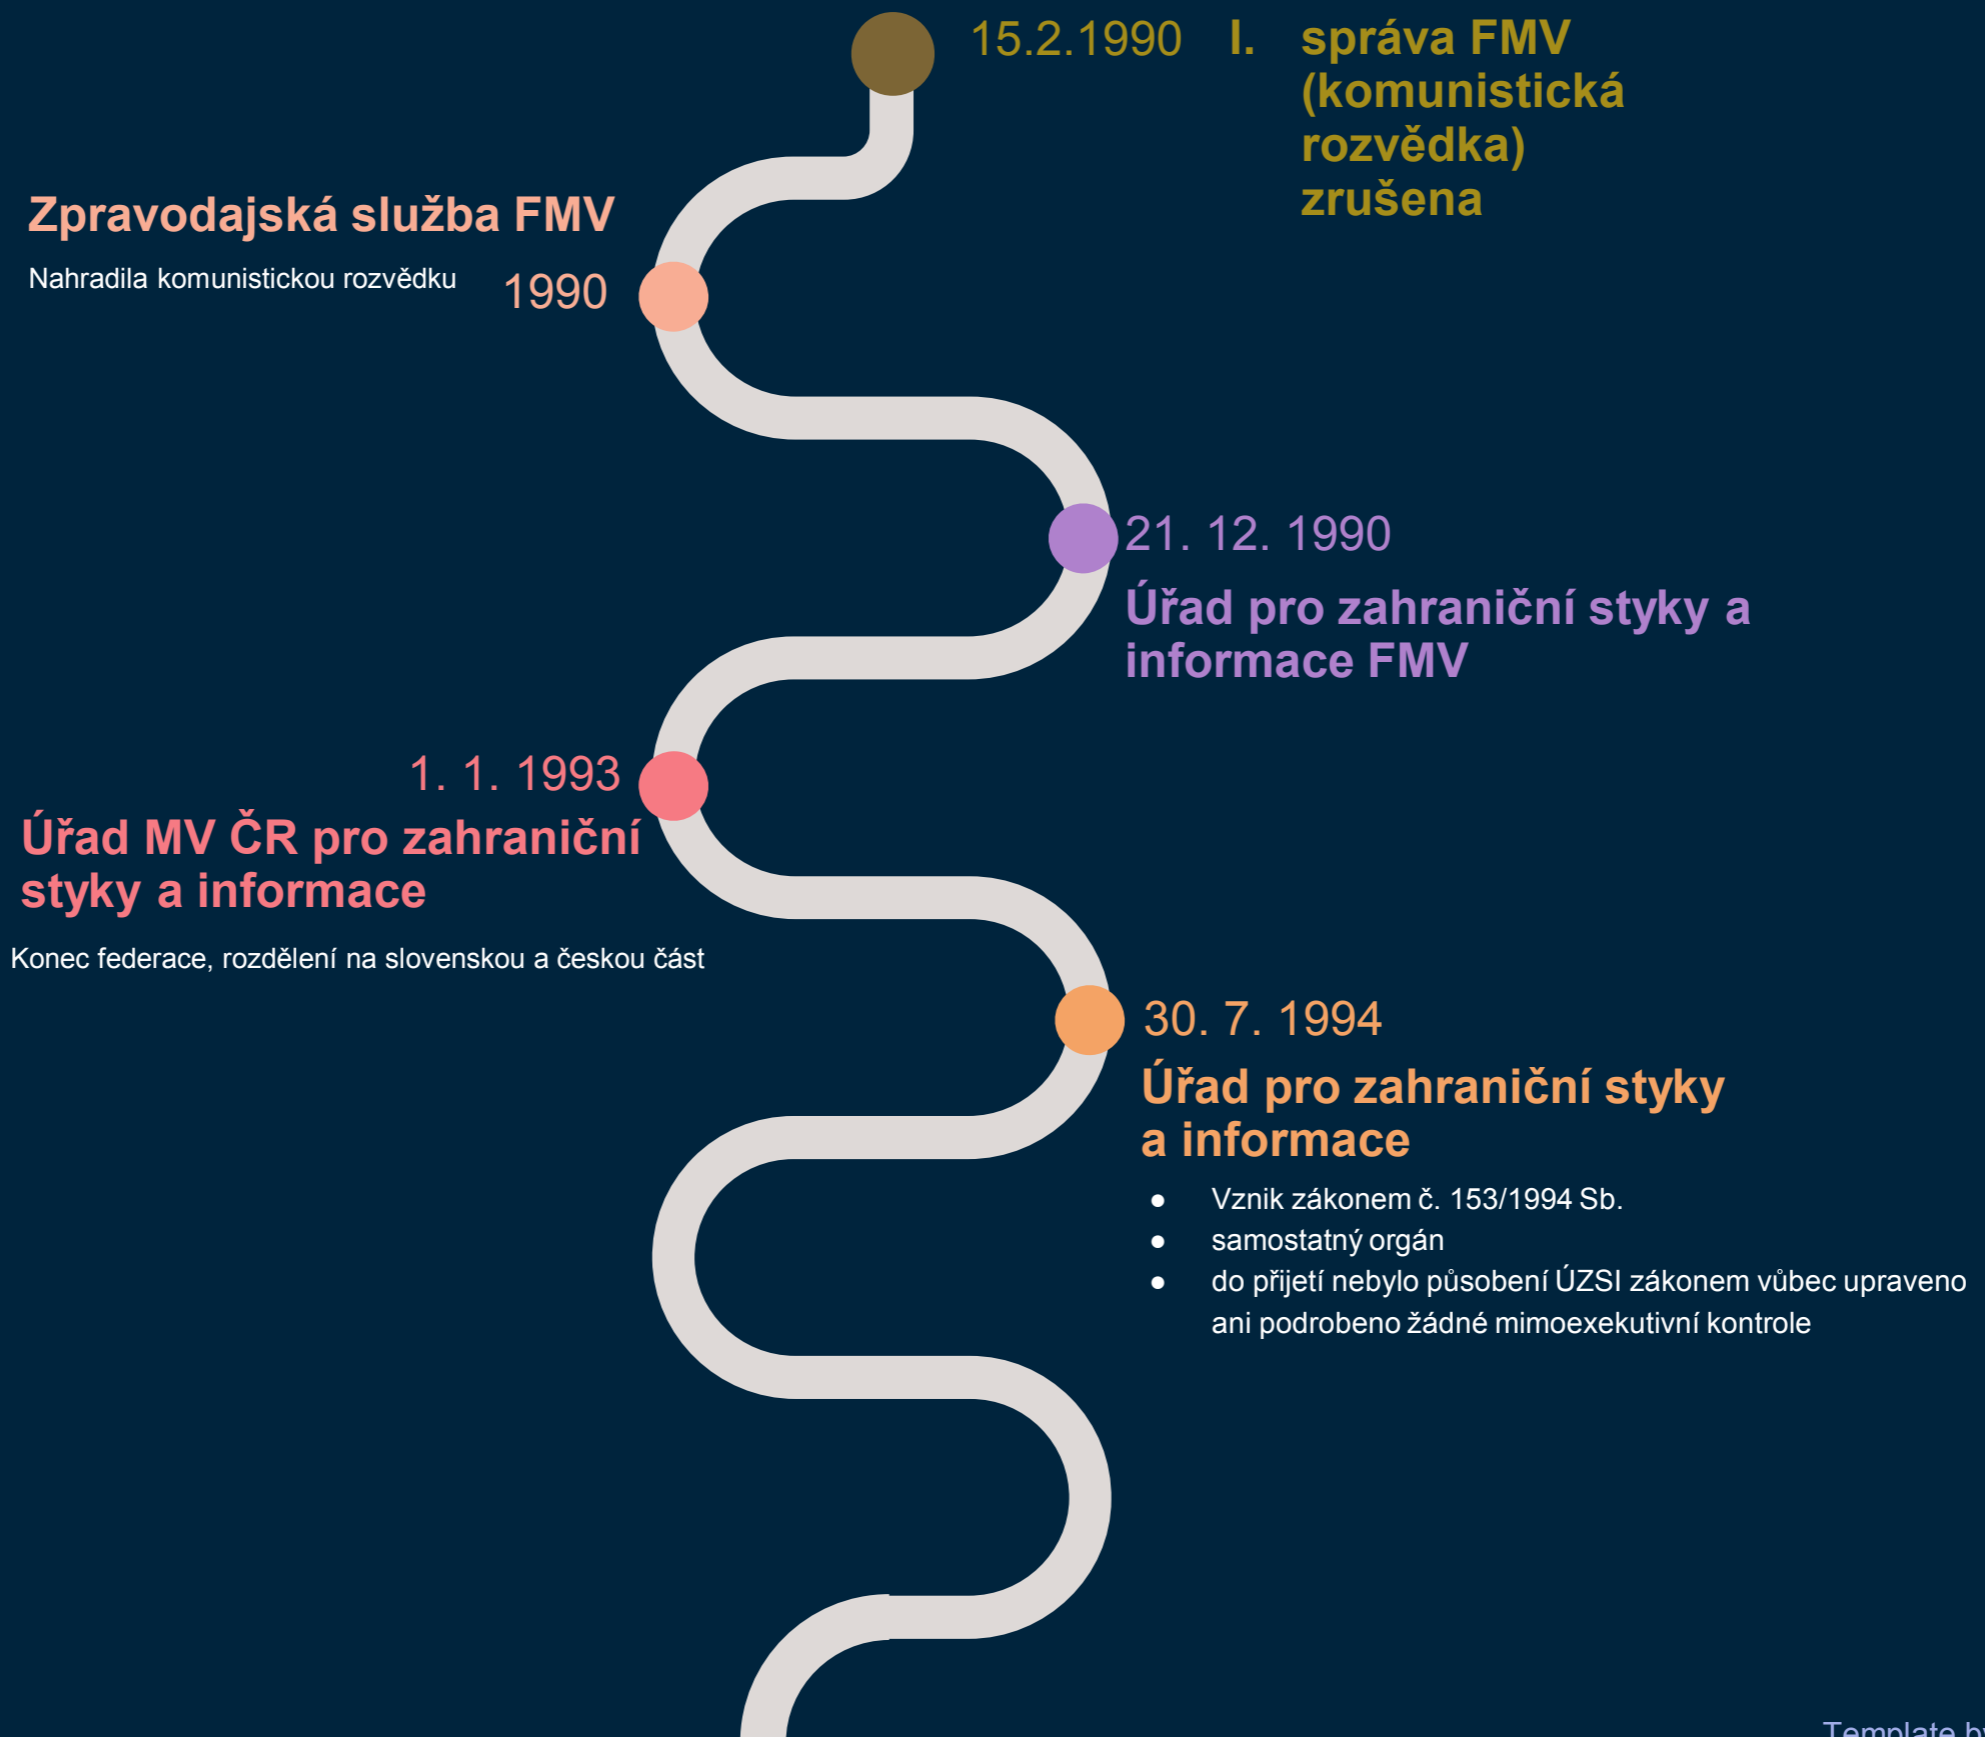 15.2.1990 I. správa FMV
(komunistická
rozvědka)
zrušena
Zpravodajská služba FMV
Nahradila komunistickou rozvědku
1990
21. 12. 1990
Úřad pro zahraniční styky a
informace FMV
1. 1. 1993
Úřad MV ČR pro zahraniční
styky a informace
Konec federace, rozdělení na slovenskou a českou část
30. 7. 1994
Úřad pro zahraniční styky
a informace
● Vznik zákonem č. 153/1994 Sb.
● samostatný orgán
● do přijetí nebylo působení ÚZSI zákonem vůbec upraveno
ani podrobeno žádné mimoexekutivní kontrole
Template by